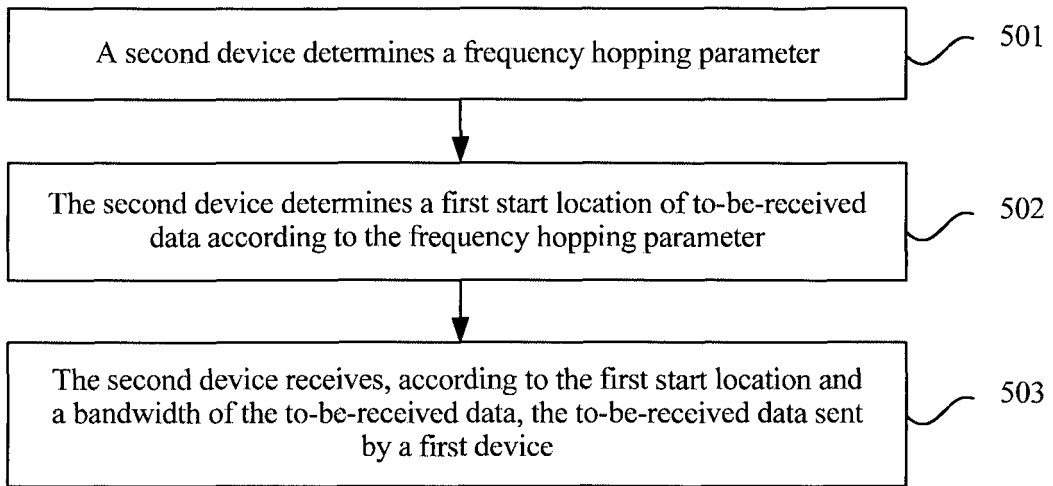 A second device determines a frequency hopping parameter
501
The second device determines a first start location of to-be-received
data according to the frequency hopping parameter
502
The second device receives, according to the first start location and
a bandwidth of the to-be-received data, the to-be-received data sent
by a first device
503